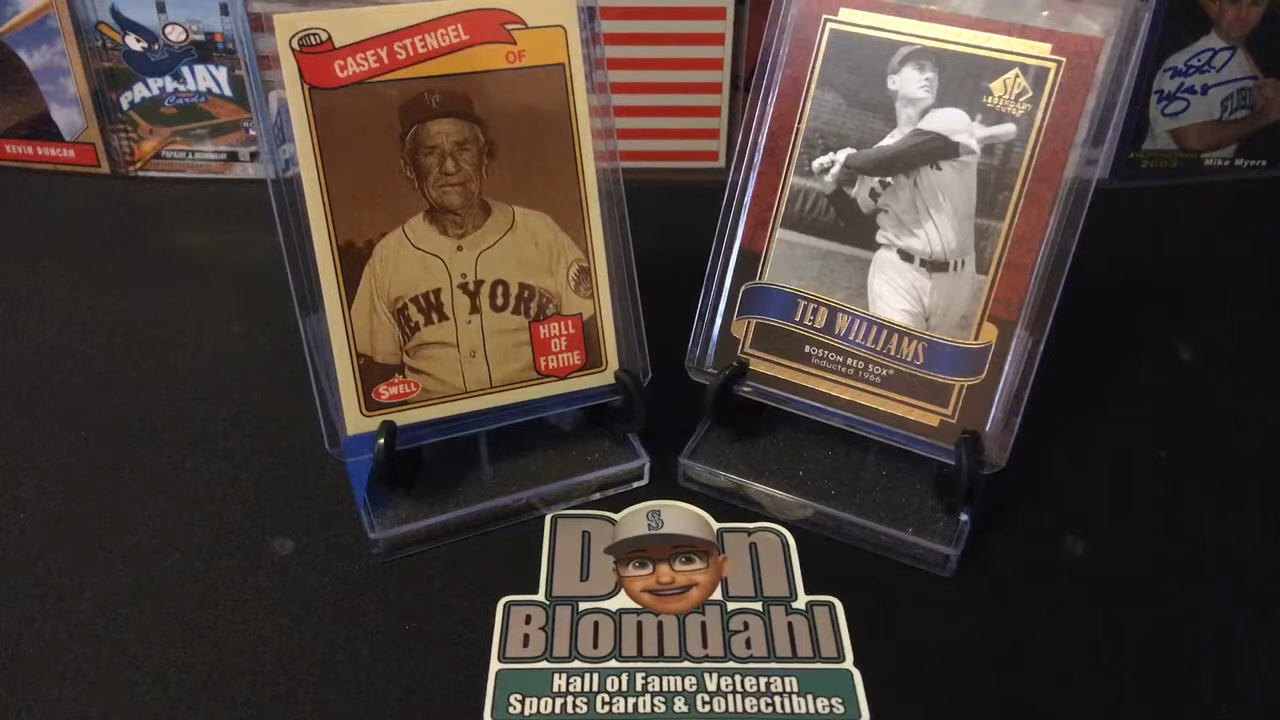 KEVIN DUNCAN
PAPAJAY
Cards
CASEY STENGEL
OF
NY
NEW YORK
HALL
OF
FAME
SWELL
SP
LEGENDARY
CUTS
TED WILLIAMS
BOSTON RED SOX®
Inducted 1966
2003
Mike Myers
S
Don
Blomdahl
Hall of Fame Veteran
Sports Cards & Collectibles